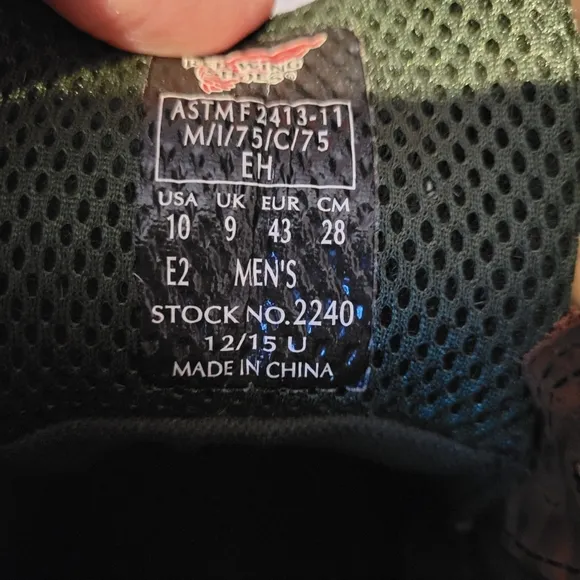 ASTM F 2413-11
M/I/75/C/75
EH
USA UK EUR CM
10 9 43 28
E2 MEN'S
STOCK NO.2240
12/15 U
MADE IN CHINA